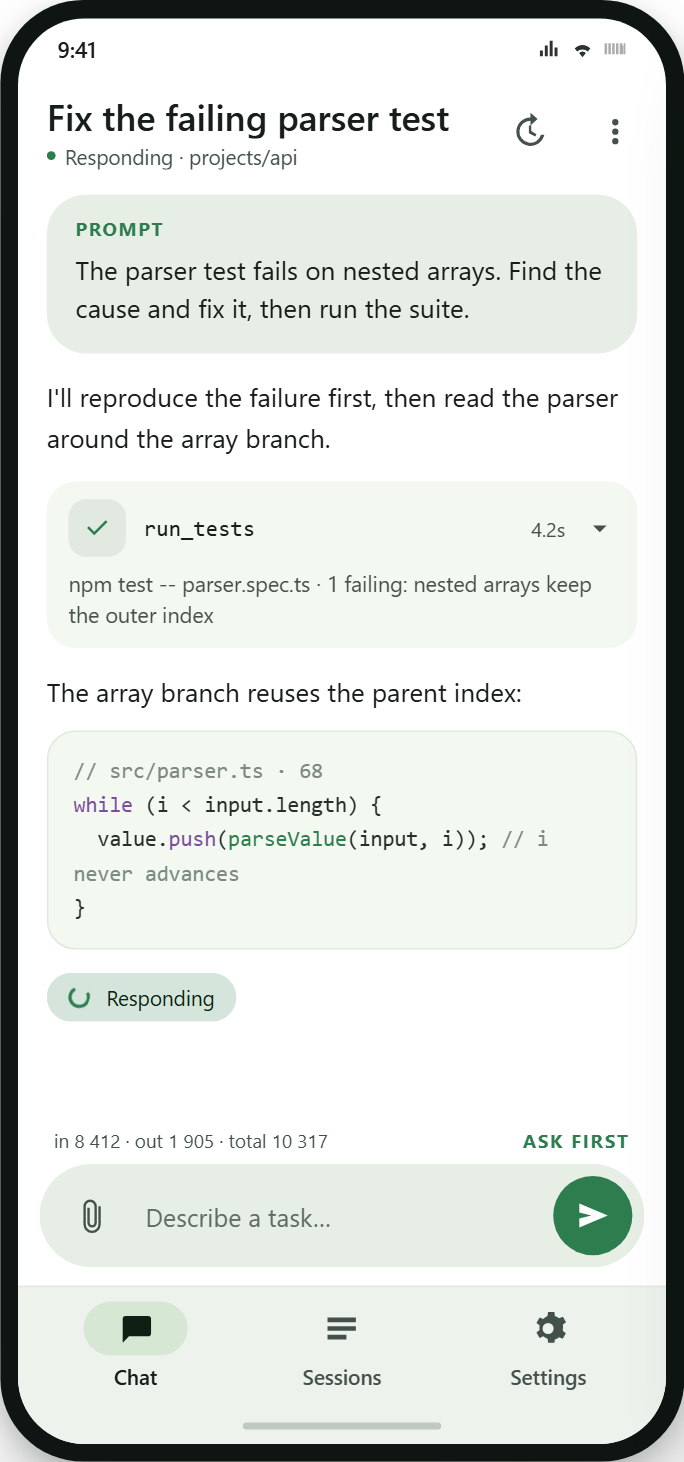 9:41
Fix the failing parser test
Responding · projects/api
PROMPT
The parser test fails on nested arrays. Find the
cause and fix it, then run the suite.
I'll reproduce the failure first, then read the parser
around the array branch.
run_tests
4.2s
npm test -- parser.spec.ts · 1 failing: nested arrays keep
the outer index
The array branch reuses the parent index:
// src/parser.ts · 68
while (i < input.length) {
  value.push(parseValue(input, i)); // i
never advances
}
Responding
in 8 412 · out 1 905 · total 10 317
ASK FIRST
Describe a task...
Chat
Sessions
Settings